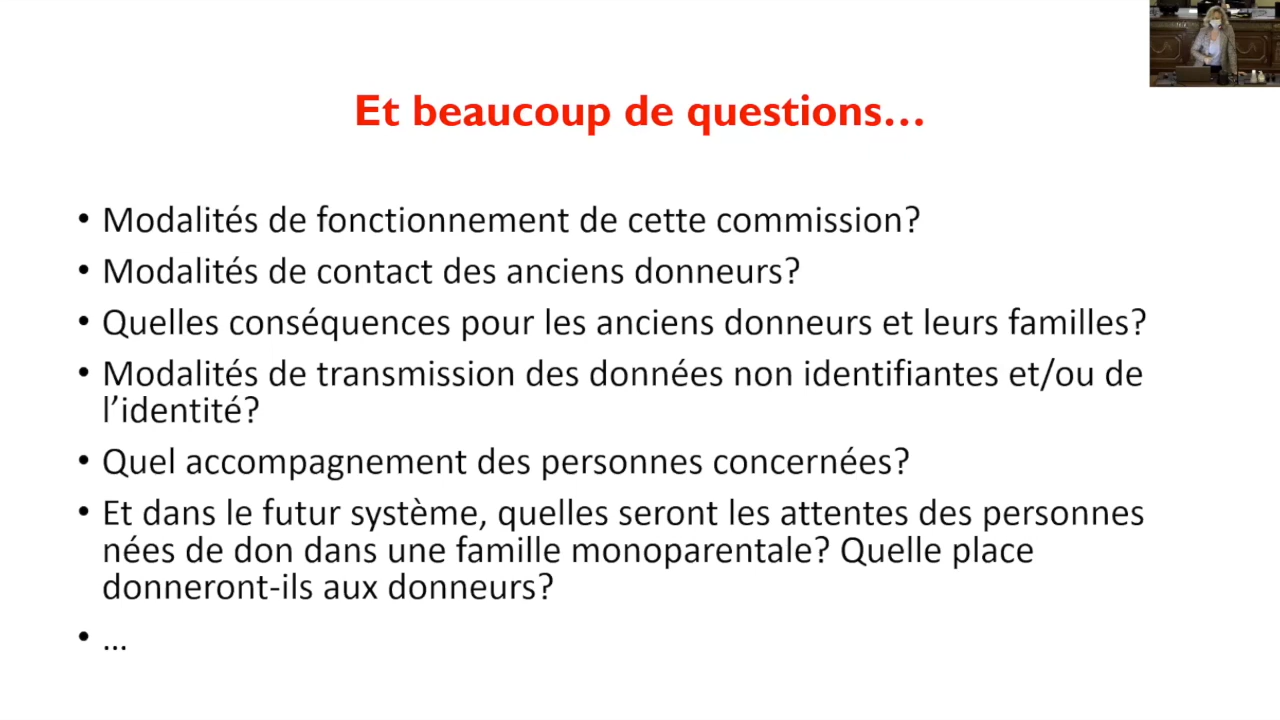 Et beaucoup de questions...
• Modalités de fonctionnement de cette commission?
• Modalités de contact des anciens donneurs?
• Quelles conséquences pour les anciens donneurs et leurs familles?
• Modalités de transmission des données non identifiantes et/ou de
l’identité?
• Quel accompagnement des personnes concernées?
• Et dans le futur système, quelles seront les attentes des personnes
nées de don dans une famille monoparentale? Quelle place
donneront-ils aux donneurs?
• ...